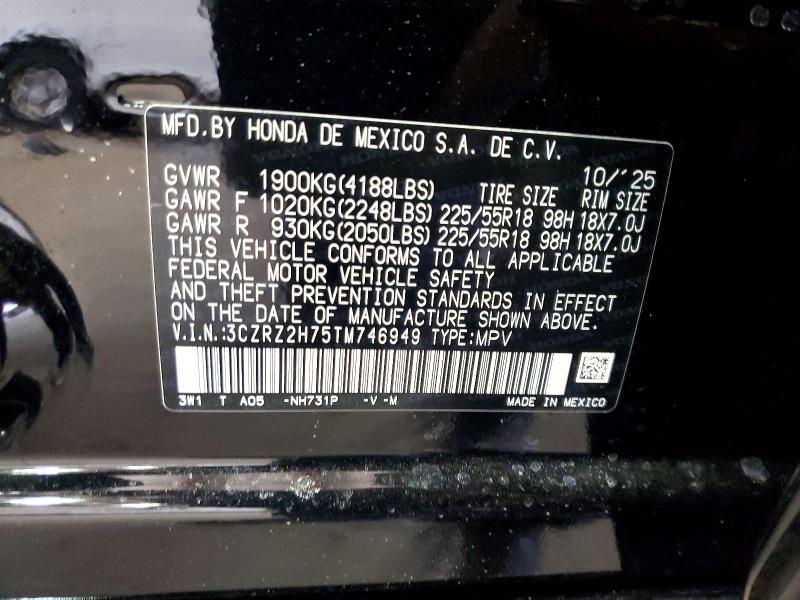 MFD.BY HONDA DE MEXICO S.A. DE C.V.
10/'25
GVWR 1900KG(4188LBS) TIRE SIZE RIM SIZE
GAWR F 1020KG(2248LBS) 225/55R18 98H 18X7.0J
GAWR R 930KG(2050LBS) 225/55R18 98H 18X7.0J
THIS VEHICLE CONFORMS TO ALL APPLICABLE
FEDERAL MOTOR VEHICLE SAFETY
AND THEFT PREVENTION STANDARDS IN EFFECT
ON THE DATE OF MANUFACTURE SHOWN ABOVE.
V.I.N.:3CZRZ2H75TM746949 TYPE:MPV
3W1 T A05 -NH731P -V -M MADE IN MEXICO